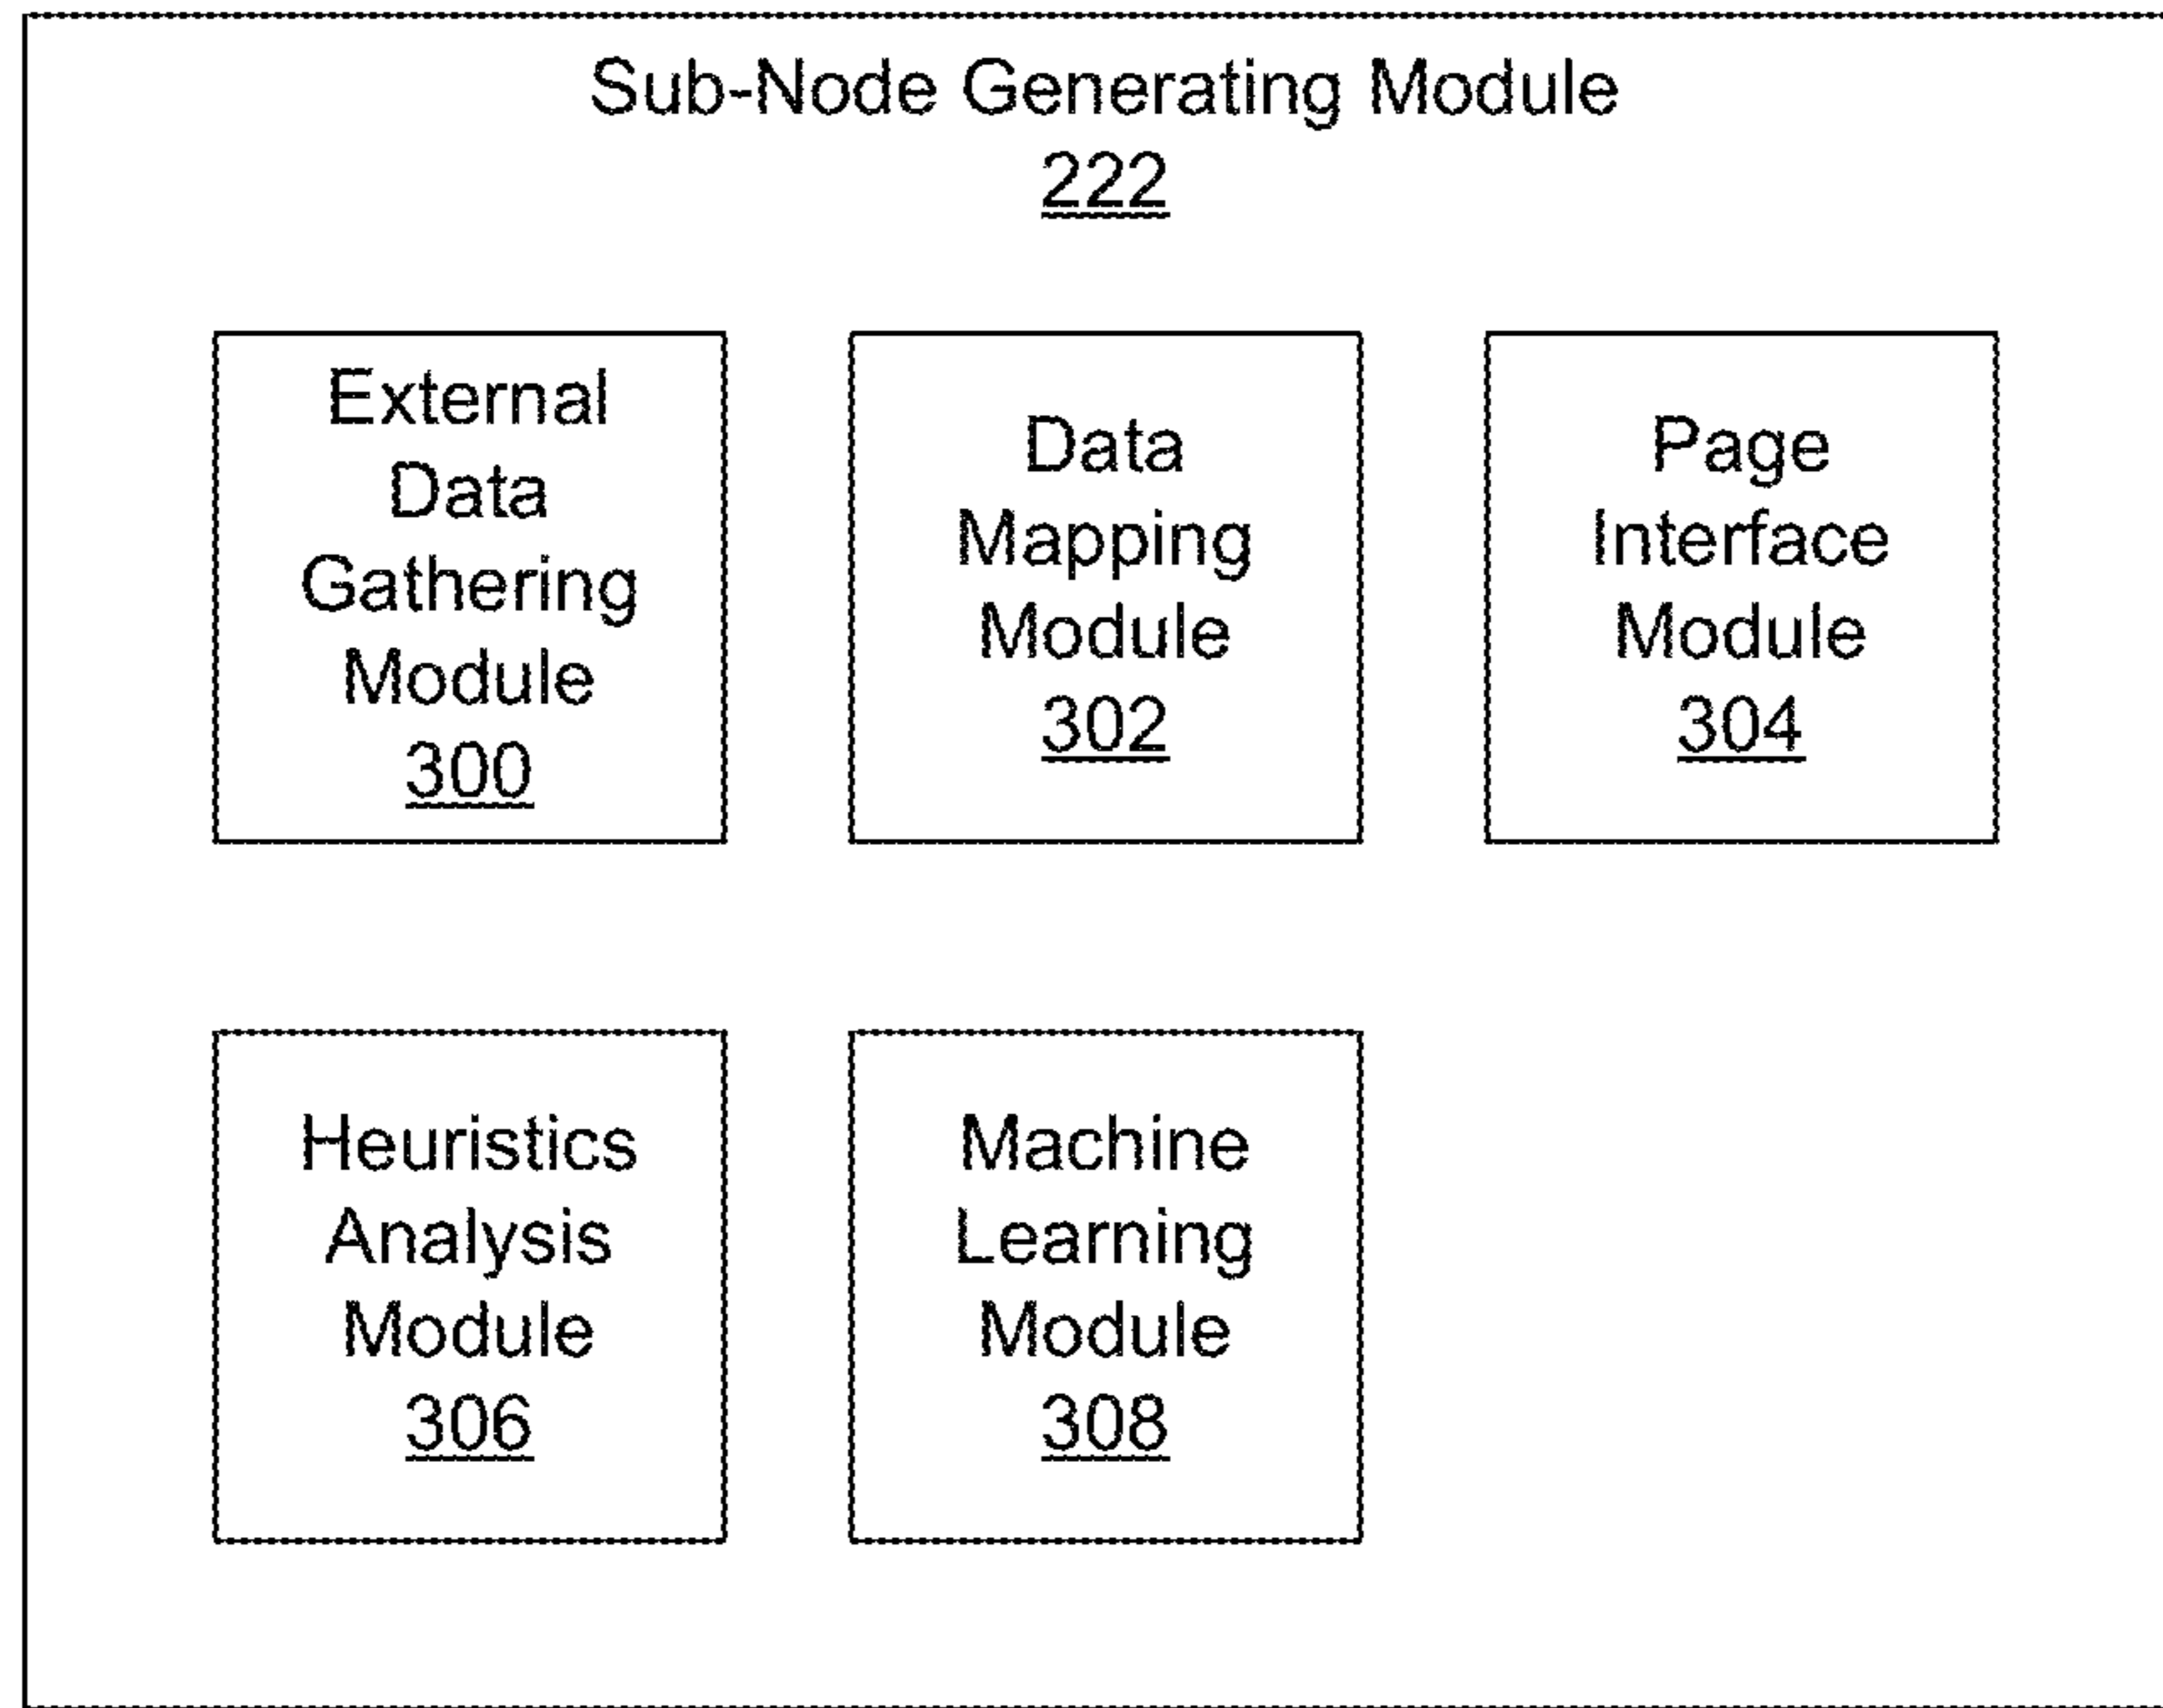 Sub-Node Generating Module
222
External
Data
Gathering
Module
300
Data
Mapping
Module
302
Page
Interface
Module
304
Heuristics
Analysis
Module
306
Machine
Learning
Module
308